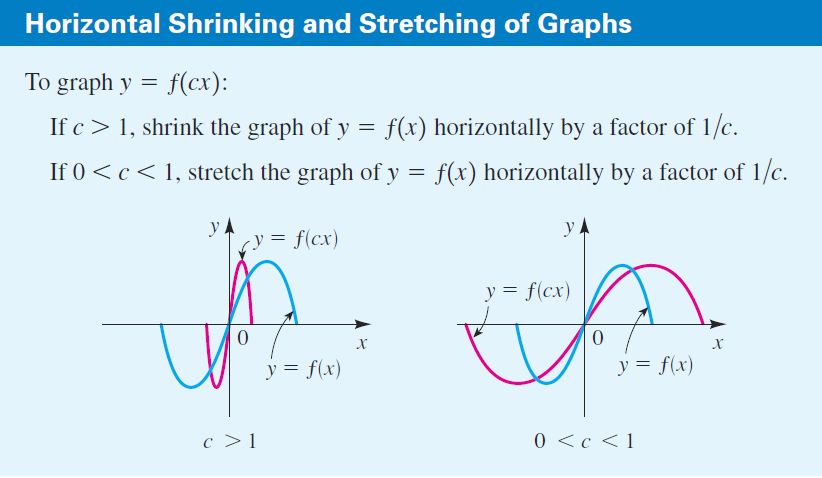 Horizontal Shrinking and Stretching of Graphs
To graph y = f(cx):
If c > 1, shrink the graph of y = f(x) horizontally by a factor of 1/c.
If 0 < c < 1, stretch the graph of y = f(x) horizontally by a factor of 1/c.
y
y = f(cx)
0
x
y = f(x)
c > 1
y
y = f(cx)
0
x
y = f(x)
0 < c < 1